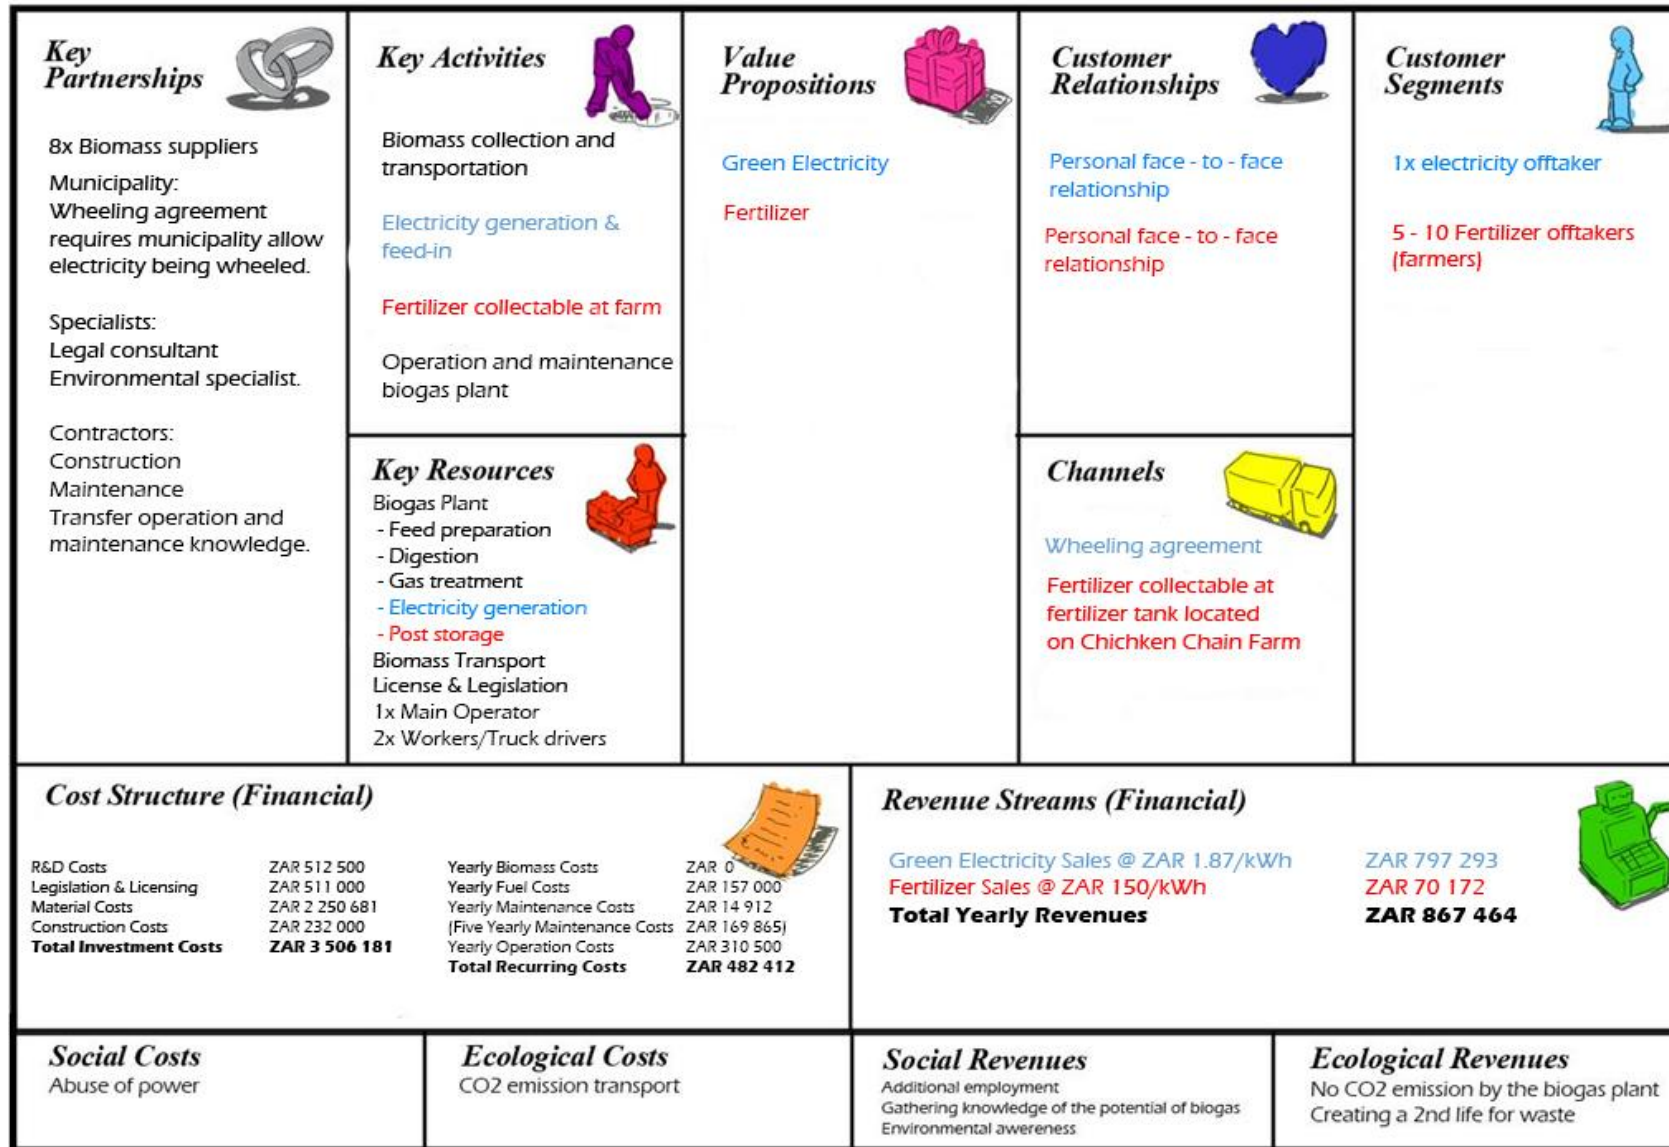 Key
Partnerships
8x Biomass suppliers
Municipality:
Wheeling agreement
requires municipality allow
electricity being wheeled.
Specialists:
Legal consultant
Environmental specialist.
Contractors:
Construction
Maintenance
Transfer operation and
maintenance knowledge.
Key Activities
Biomass collection and
transportation
Electricity generation &
feed-in
Fertilizer collectable at farm
Operation and maintenance
biogas plant
Key Resources
Biogas Plant
- Feed preparation
- Digestion
- Gas treatment
- Electricity generation
- Post storage
Biomass Transport
License & Legislation
1x Main Operator
2x Workers/Truck drivers
Value
Propositions
Green Electricity
Fertilizer
Customer
Relationships
Personal face - to - face
relationship
Personal face - to - face
relationship
Channels
Wheeling agreement
Fertilizer collectable at
fertilizer tank located
on Chichken Chain Farm
Customer
Segments
1x electricity offtaker
5 - 10 Fertilizer offtakers
(farmers)
Cost Structure (Financial)
R&D Costs ZAR 512 500
Legislation & Licensing ZAR 511 000
Material Costs ZAR 2 250 681
Construction Costs ZAR 232 000
Total Investment Costs ZAR 3 506 181
Yearly Biomass Costs ZAR 0
Yearly Fuel Costs ZAR 157 000
Yearly Maintenance Costs ZAR 14 912
(Five Yearly Maintenance Costs ZAR 169 865)
Yearly Operation Costs ZAR 310 500
Total Recurring Costs ZAR 482 412
Revenue Streams (Financial)
Green Electricity Sales @ ZAR 1.87/kWh ZAR 797 293
Fertilizer Sales @ ZAR 150/kWh ZAR 70 172
Total Yearly Revenues ZAR 867 464
Social Costs
Abuse of power
Ecological Costs
CO2 emission transport
Social Revenues
Additional employment
Gathering knowledge of the potential of biogas
Environmental awereness
Ecological Revenues
No CO2 emission by the biogas plant
Creating a 2nd life for waste